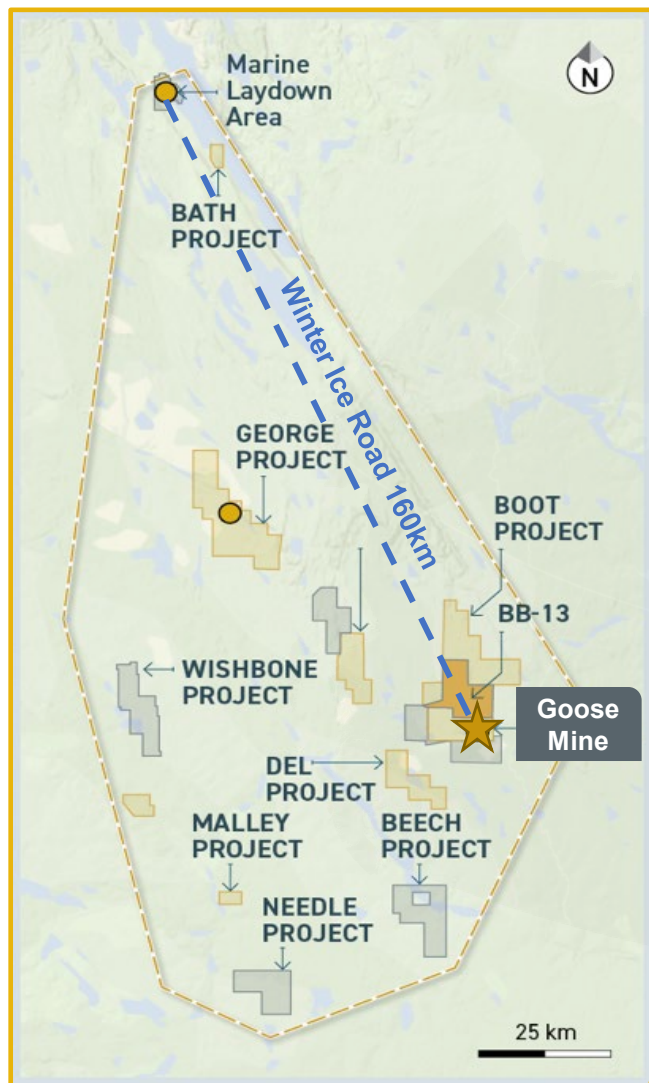 Marine
Laydown
Area
N
BATH
PROJECT
Winter Ice Road 160km
GEORGE
PROJECT
BOOT
PROJECT
BB-13
WISHBONE
PROJECT
Goose
Mine
DEL
PROJECT
MALLEY
PROJECT
BEECH
PROJECT
NEEDLE
PROJECT
25 km